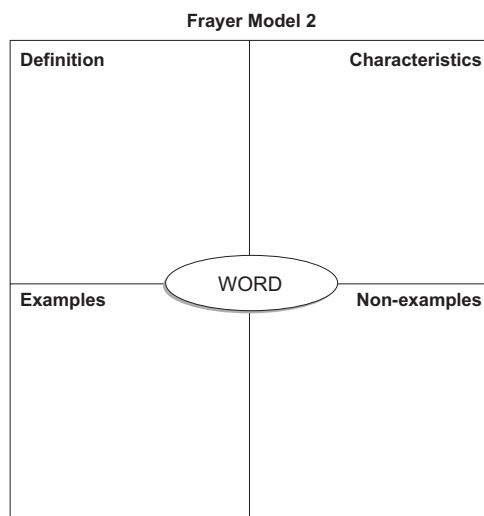 Frayer Model 2
Definition
Characteristics
WORD
Examples
Non-examples